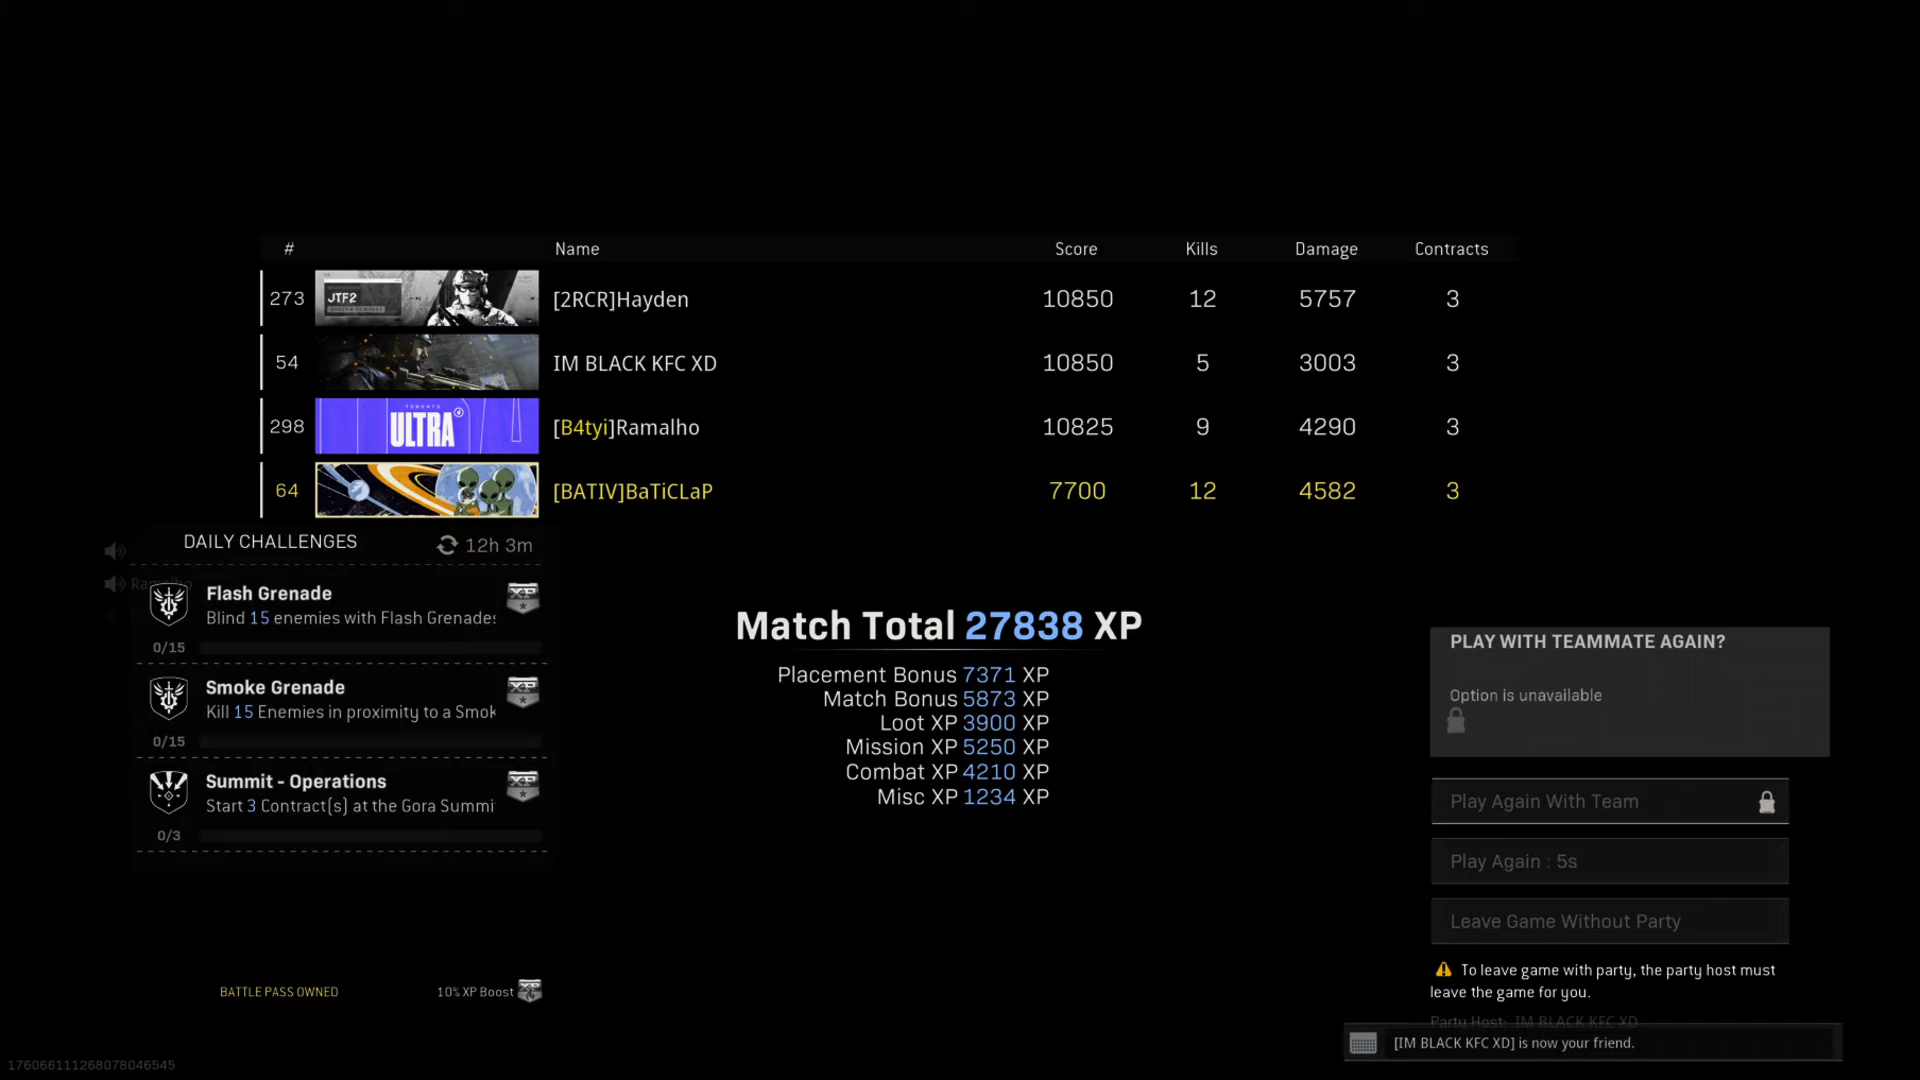 # Name Score Kills Damage Contracts
273 JTF2 [2RCR]Hayden 10850 12 5757 3
54 IM BLACK KFC XD 10850 5 3003 3
298 TORONTO ULTRA [B4tyi]Ramalho 10825 9 4290 3
64 [BATIV]BaTiCLaP 7700 12 4582 3
DAILY CHALLENGES 12h 3m
Ramalho
Flash Grenade XP
Blind 15 enemies with Flash Grenades
0/15
Smoke Grenade XP
Kill 15 Enemies in proximity to a Smok
0/15
Summit - Operations XP
Start 3 Contract(s) at the Gora Summi
0/3
BATTLE PASS OWNED 10% XP Boost
Match Total 27838 XP
Placement Bonus 7371 XP
Match Bonus 5873 XP
Loot XP 3900 XP
Mission XP 5250 XP
Combat XP 4210 XP
Misc XP 1234 XP
PLAY WITH TEAMMATE AGAIN?
Option is unavailable
Play Again With Team
Play Again : 5s
Leave Game Without Party
To leave game with party, the party host must
leave the game for you.
Party Host: IM BLACK KFC XD
[IM BLACK KFC XD] is now your friend.
176066111268078046545